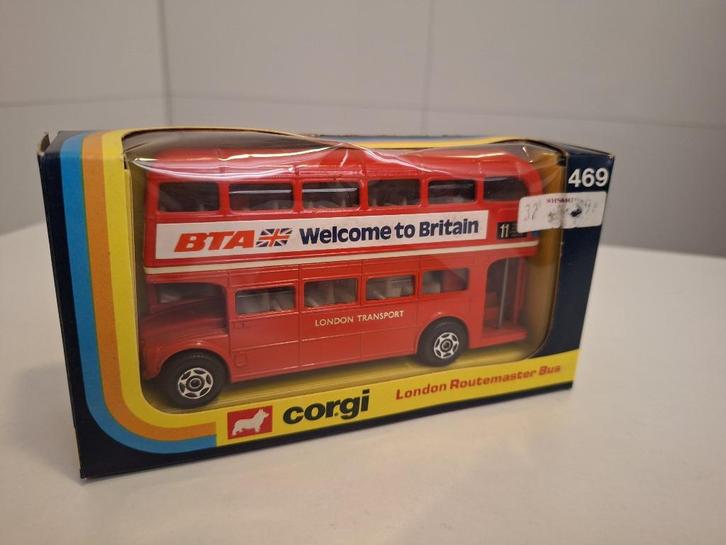 469
BTA Welcome to Britain
11
LONDON TRANSPORT
corgi
London Routemaster Bus